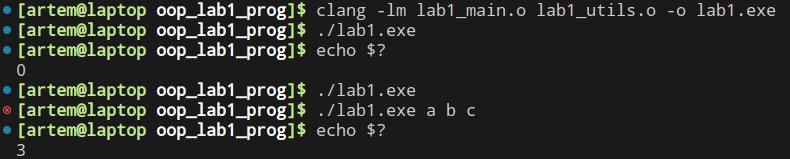 [artem@laptop oop_lab1_prog]$ clang -lm lab1_main.o lab1_utils.o -o lab1.exe
[artem@laptop oop_lab1_prog]$ ./lab1.exe
[artem@laptop oop_lab1_prog]$ echo $?
0
[artem@laptop oop_lab1_prog]$ ./lab1.exe
[artem@laptop oop_lab1_prog]$ ./lab1.exe a b c
[artem@laptop oop_lab1_prog]$ echo $?
3